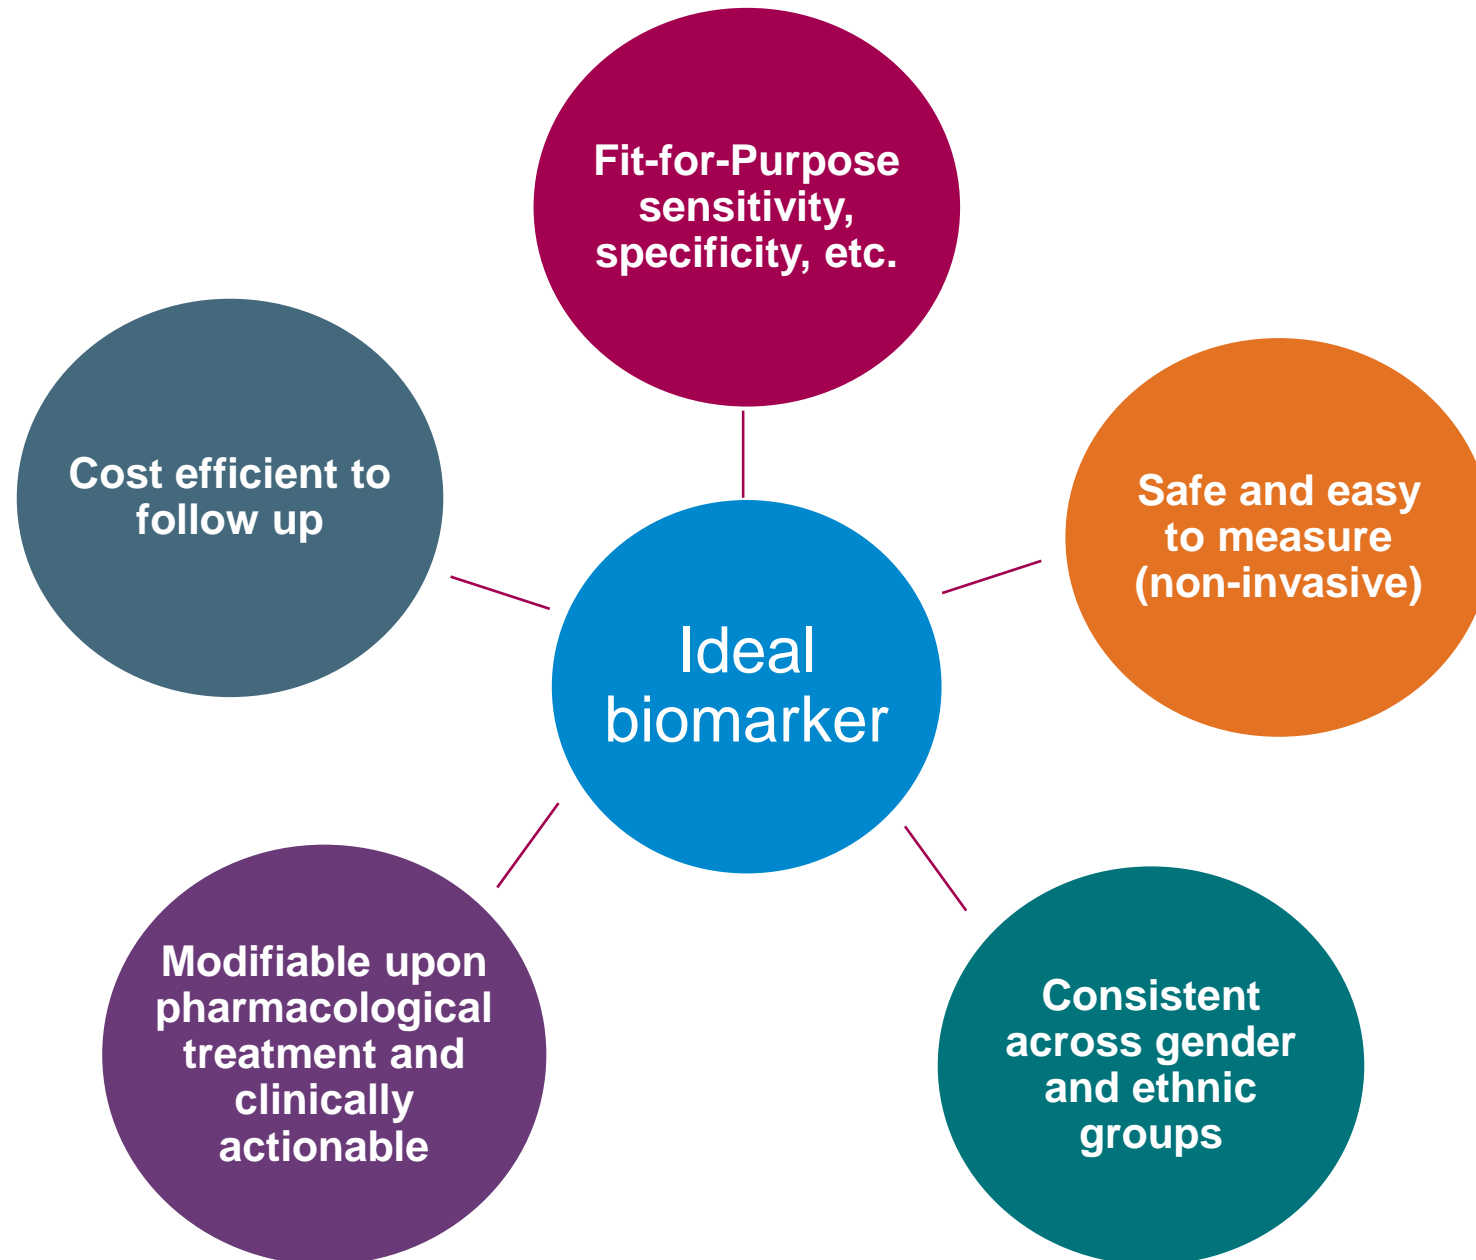 Fit-for-Purpose
sensitivity,
specificity, etc.
Cost efficient to
follow up
Safe and easy
to measure
(non-invasive)
Ideal
biomarker
Modifiable upon
pharmacological
treatment and
clinically
actionable
Consistent
across gender
and ethnic
groups